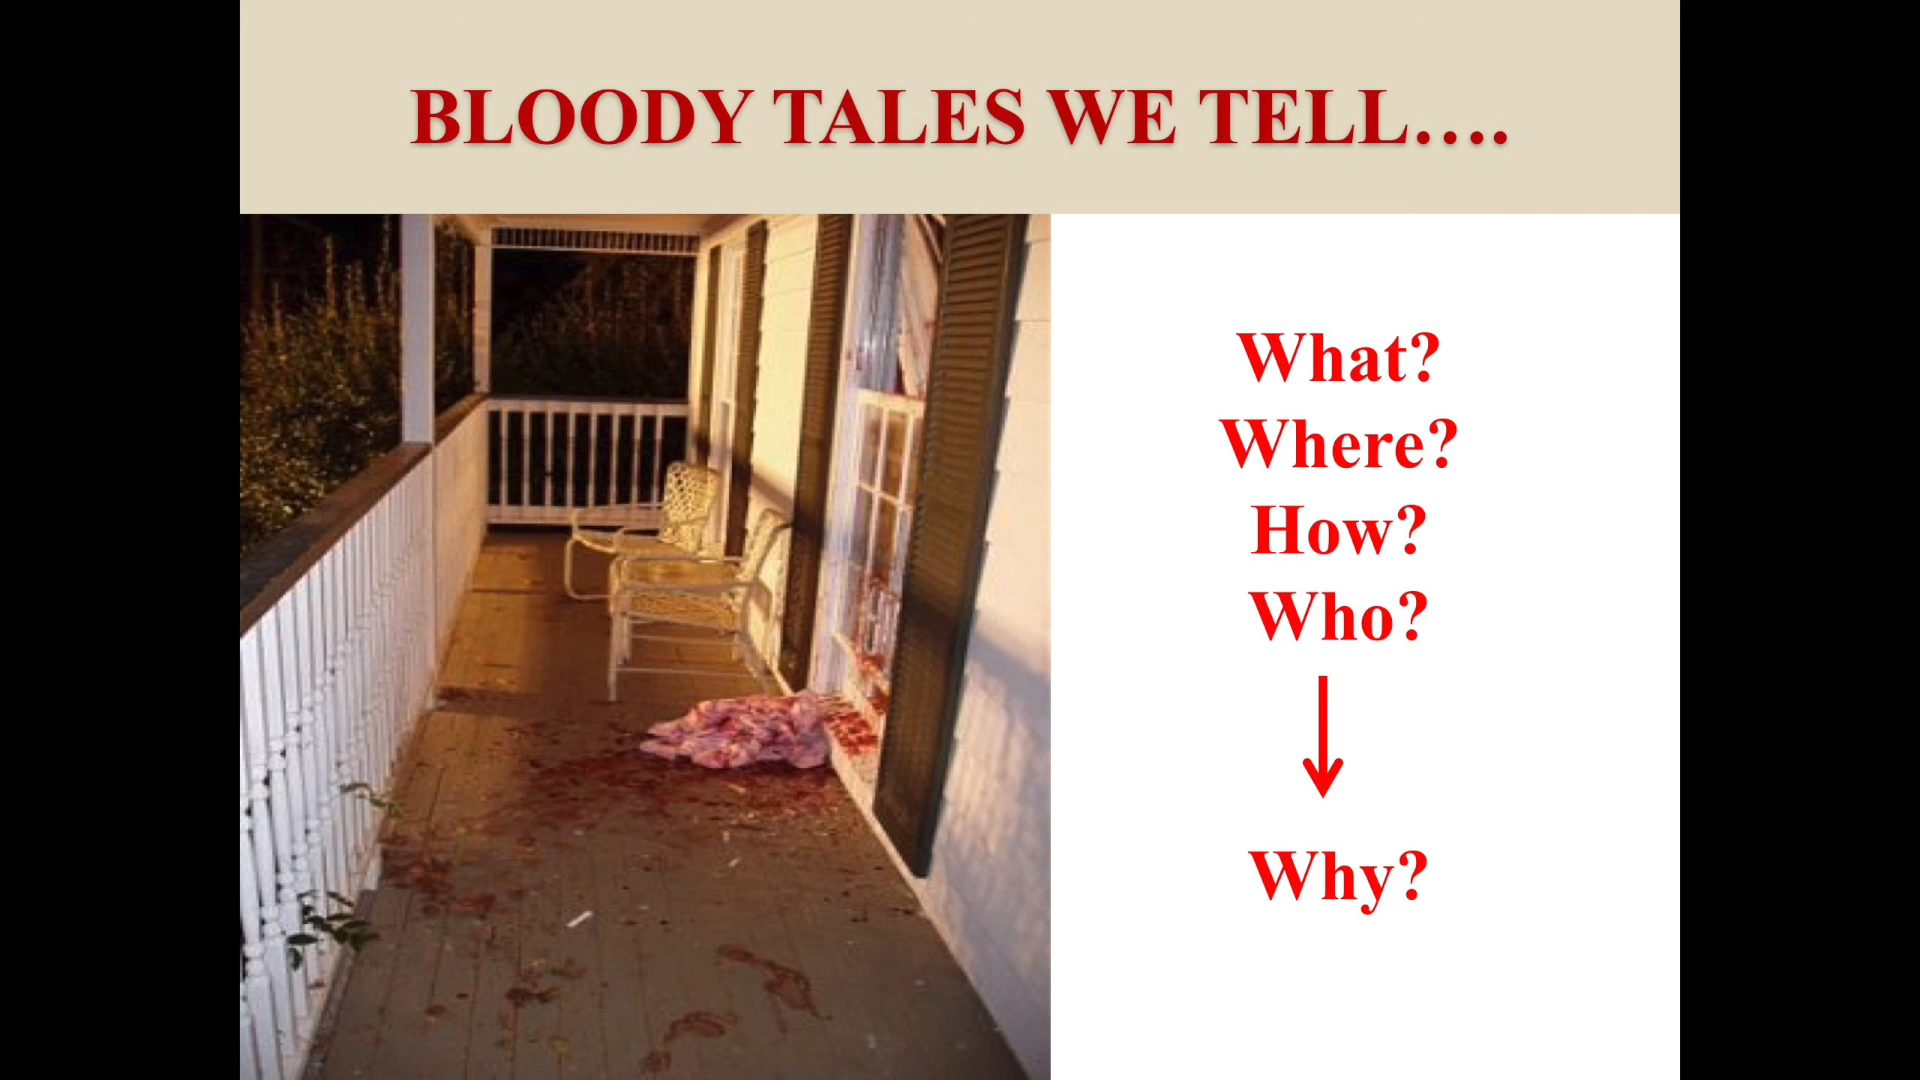 BLOODY TALES WE TELL….
What?
Where?
How?
Who?
Why?